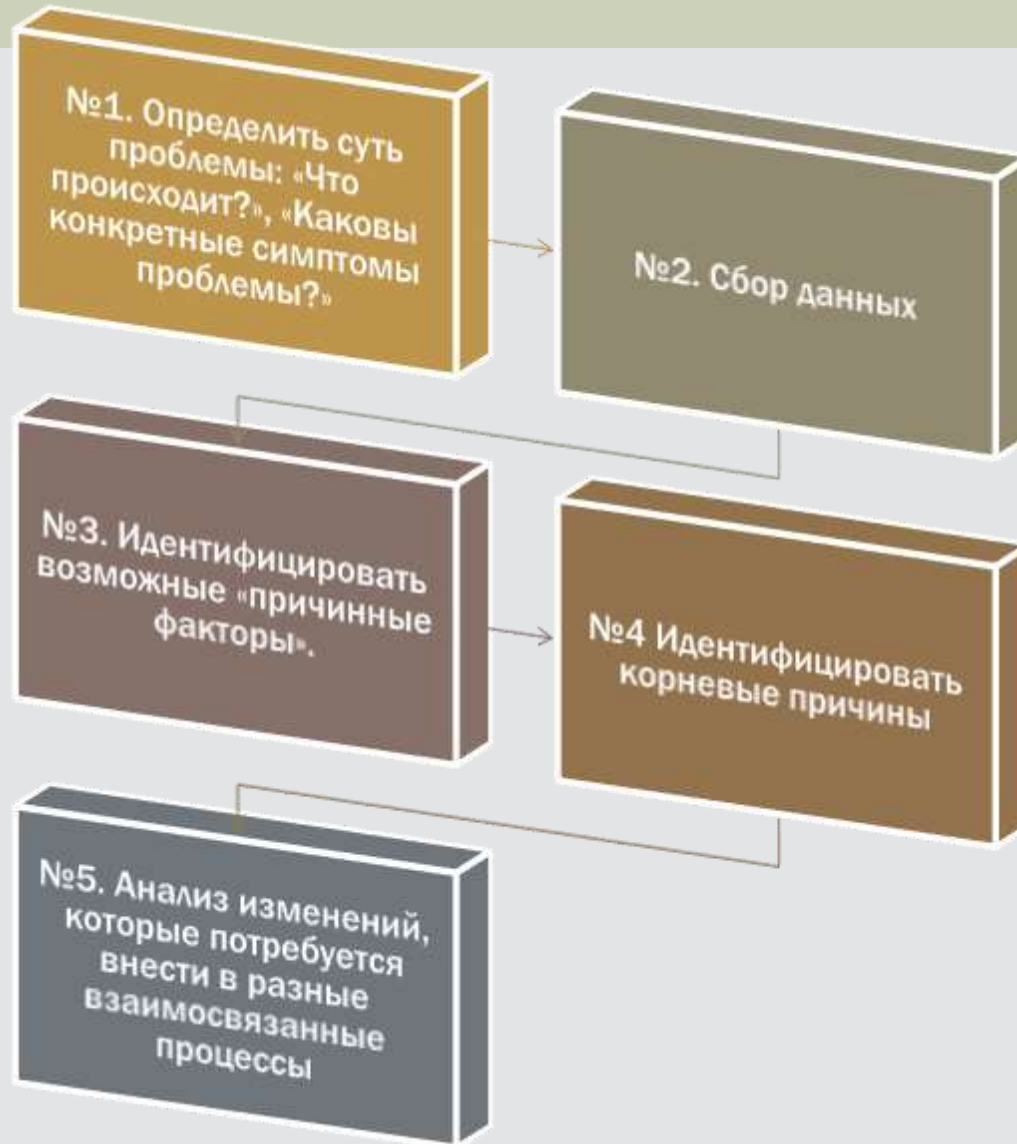 №1. Определить суть
проблемы: «Что
происходит?», «Каковы
конкретные симптомы
проблемы?»
№2. Сбор данных
№3. Идентифицировать
возможные «причинные
факторы».
№4 Идентифицировать
корневые причины
№5. Анализ изменений,
которые потребуется
внести в разные
взаимосвязанные
процессы